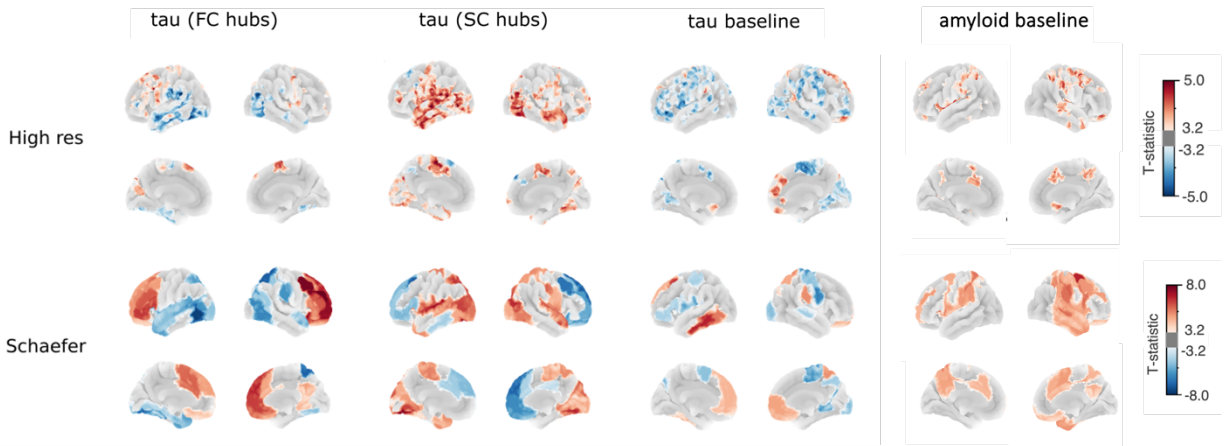 tau (FC hubs) tau (SC hubs) tau baseline amyloid baseline
High res
5.0
3.2
-3.2
-5.0
T-statistic
Schaefer
8.0
3.2
-3.2
-8.0
T-statistic